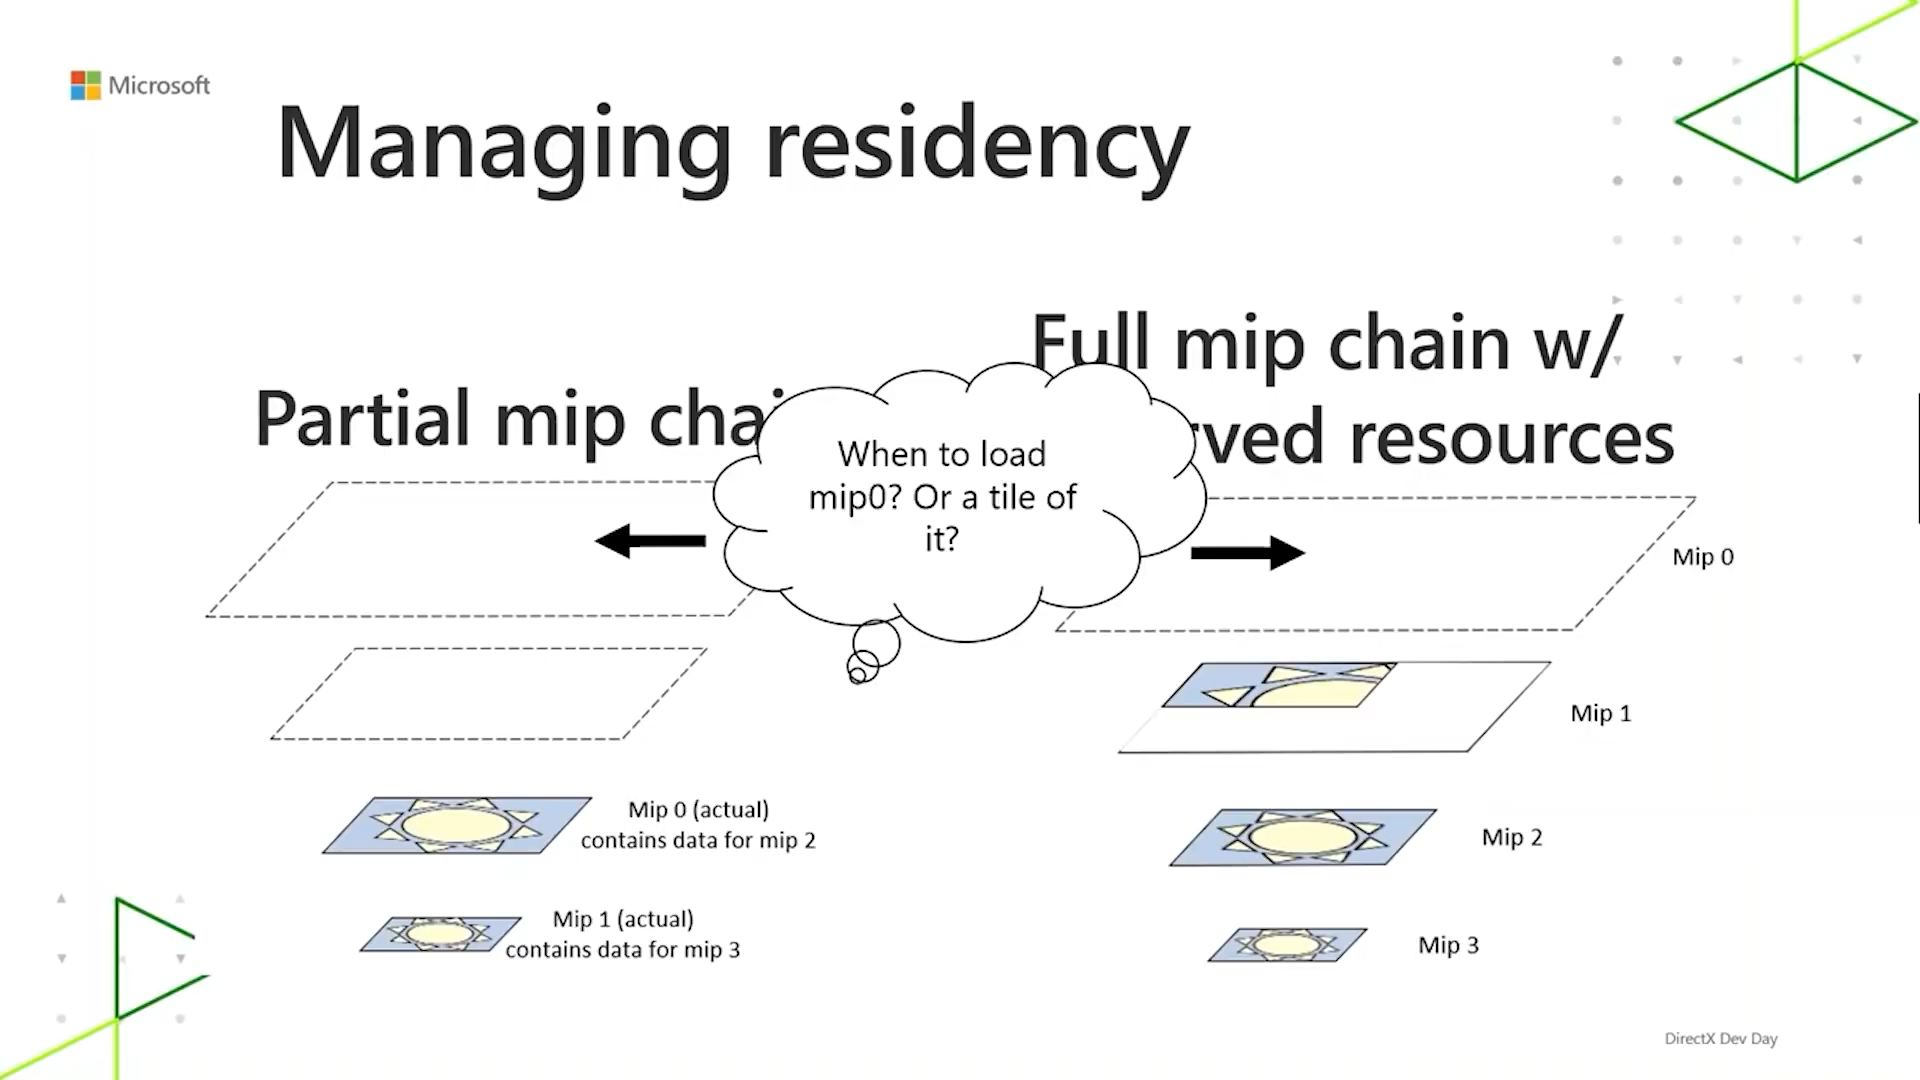 Microsoft
Managing residency
Partial mip chai
Full mip chain w/
rved resources
When to load
mip0? Or a tile of
it?
Mip 0
Mip 1
Mip 0 (actual)
contains data for mip 2
Mip 2
Mip 1 (actual)
contains data for mip 3
Mip 3
DirectX Dev Day